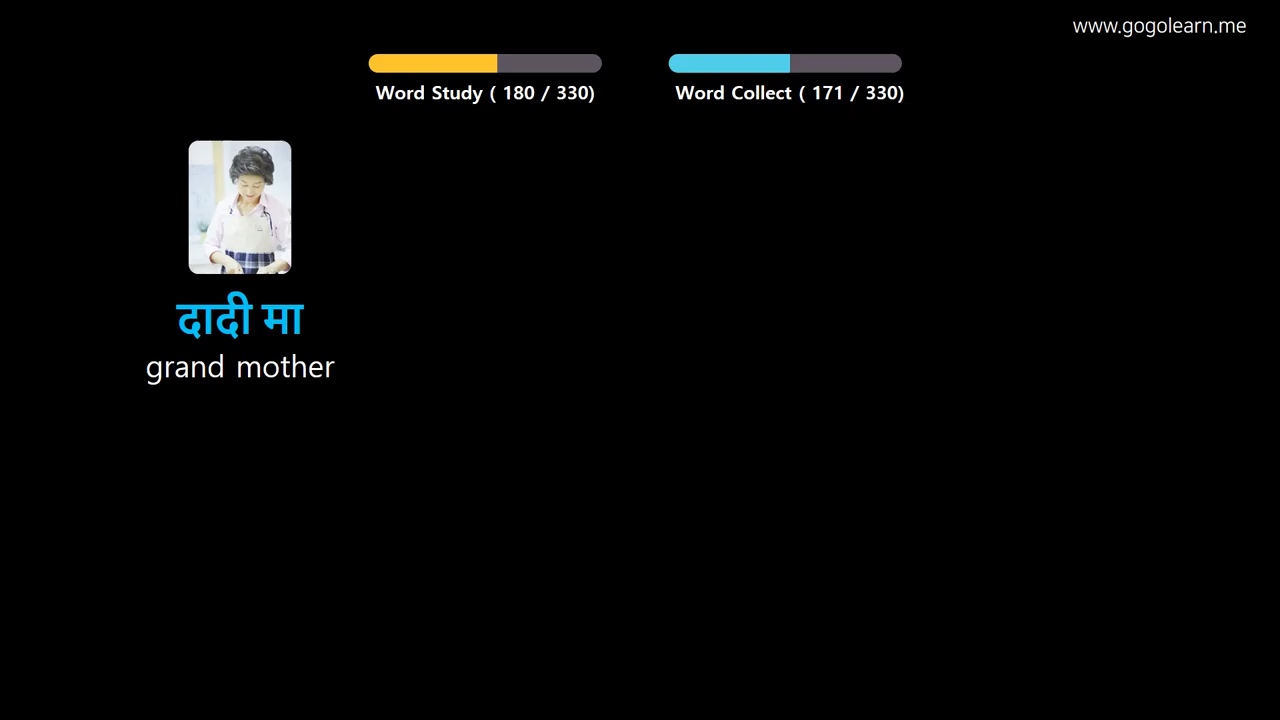 www.gogolearn.me
Word Study ( 180 / 330)
Word Collect ( 171 / 330)
दादी मा
grand mother